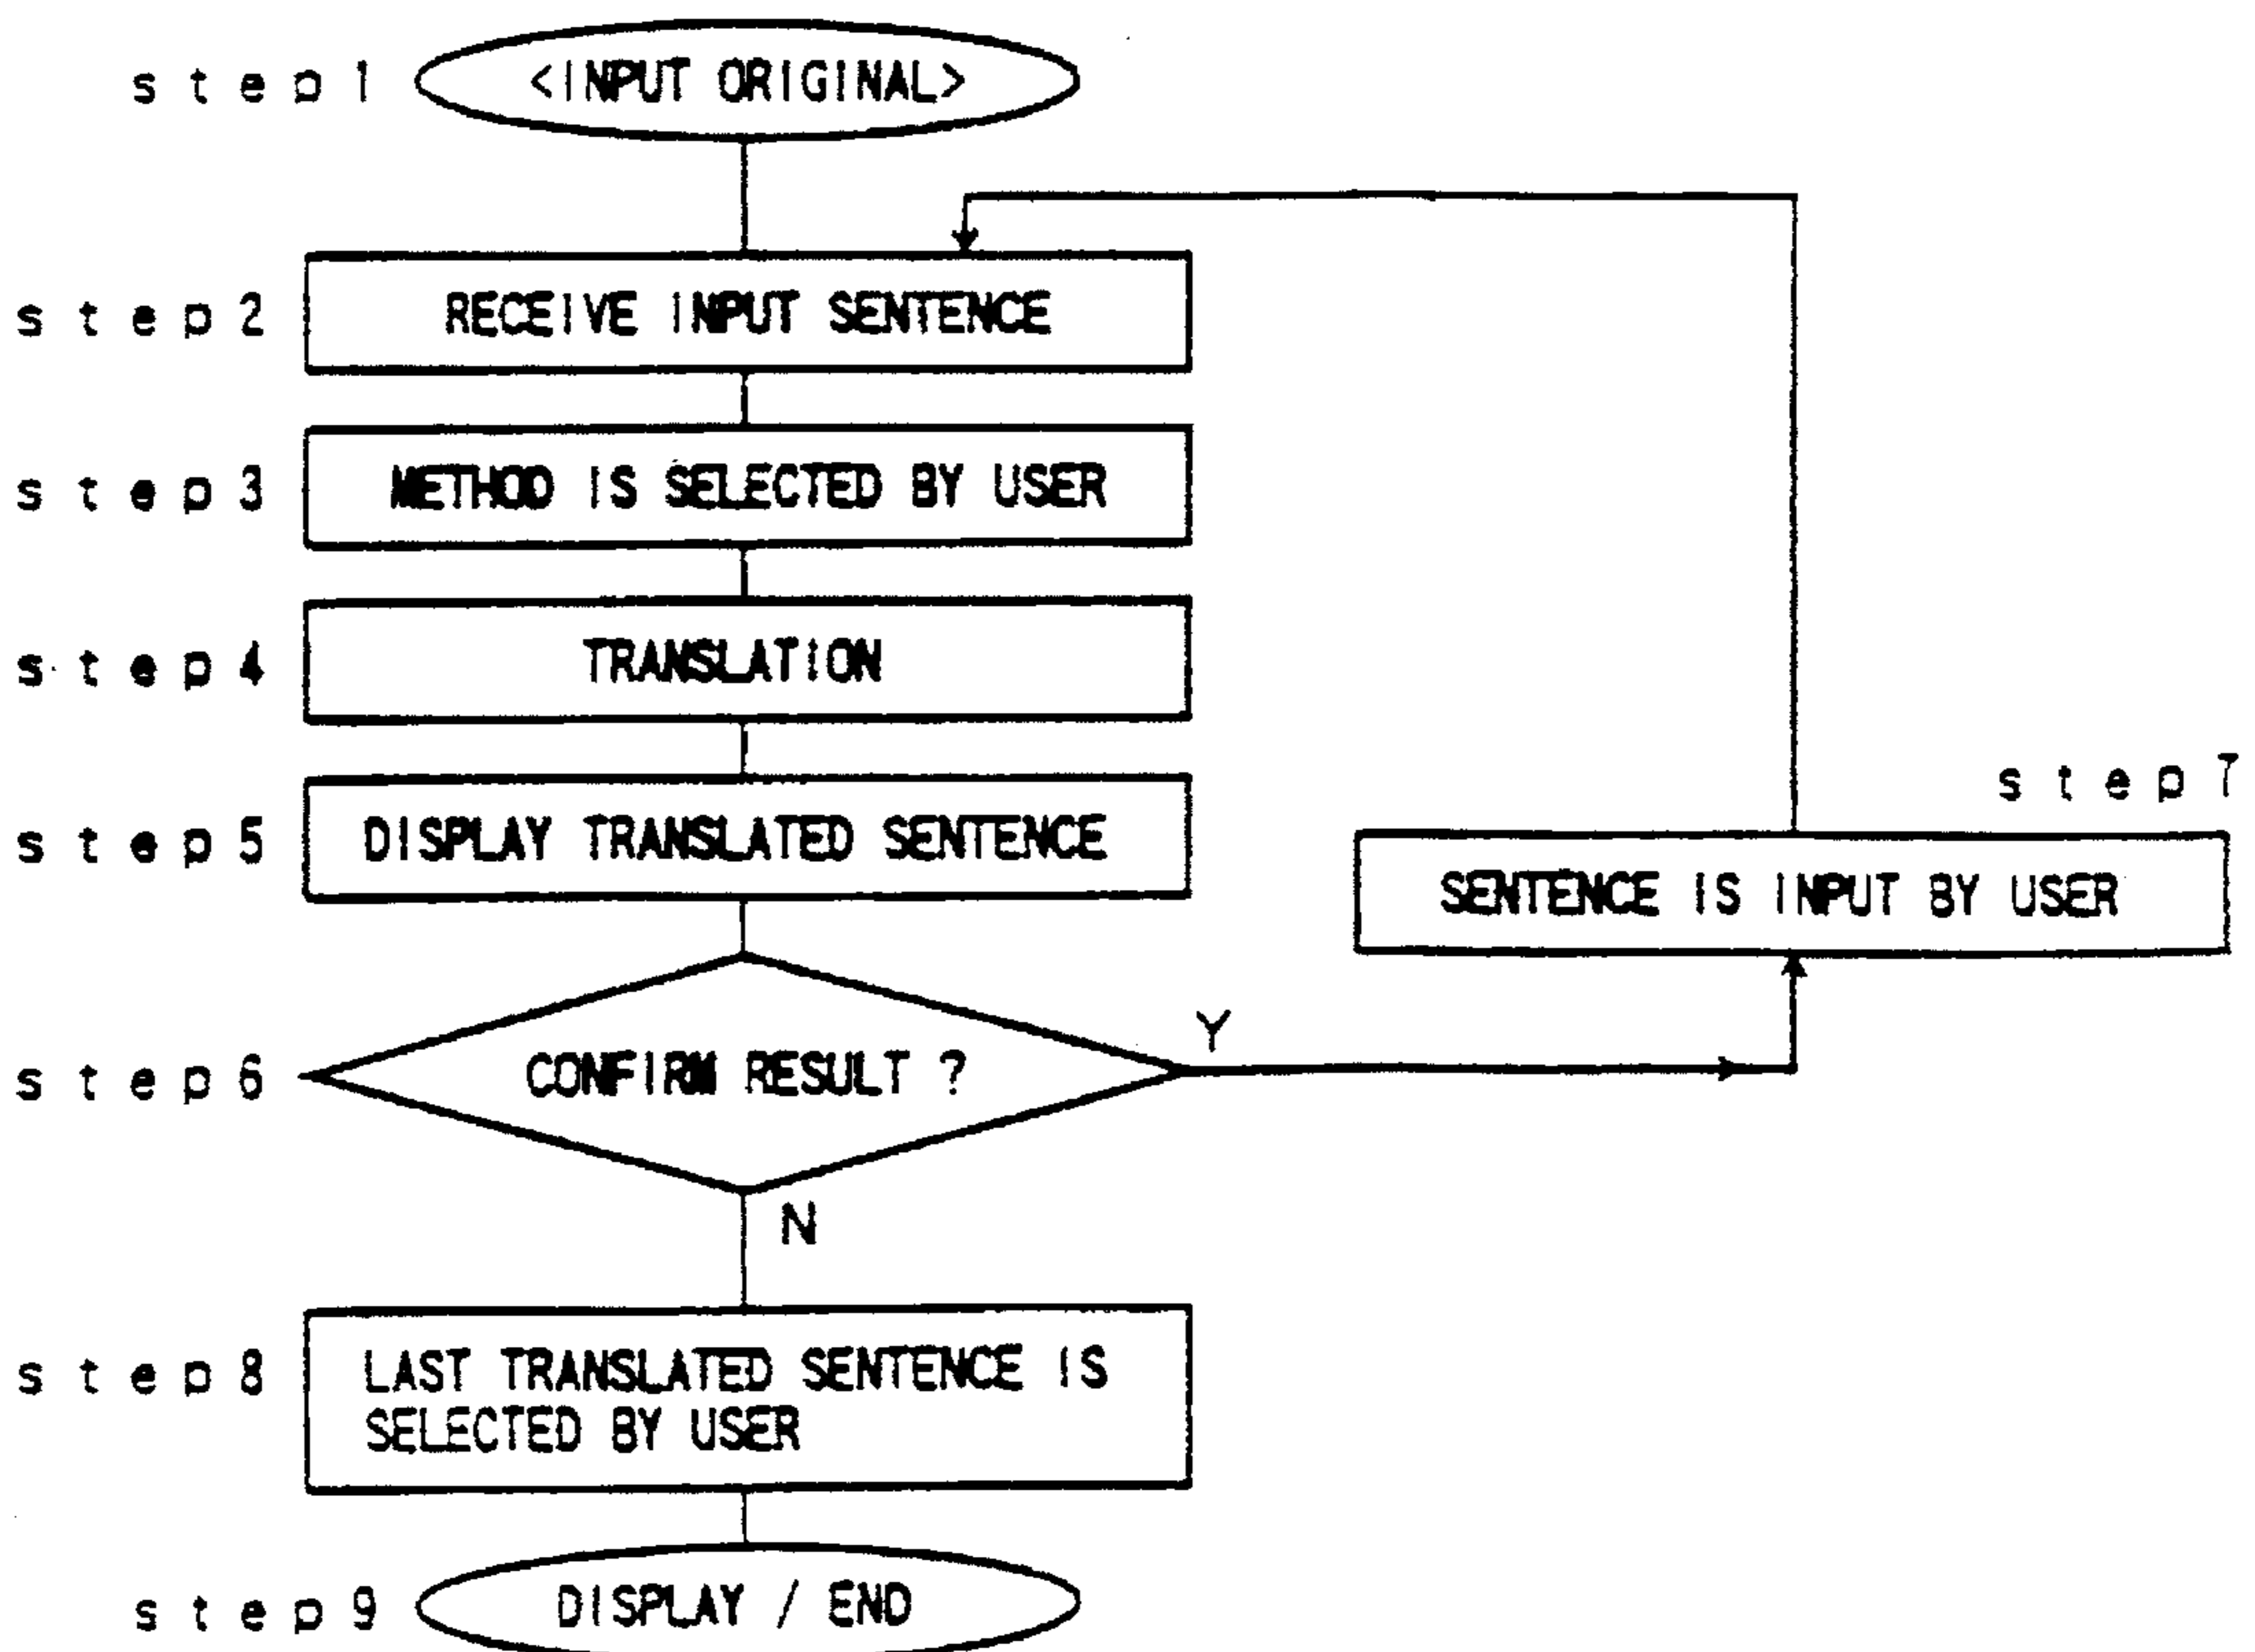 step1 <INPUT ORIGINAL>
step2 RECEIVE INPUT SENTENCE
step3 METHOD IS SELECTED BY USER
step4 TRANSLATION
step7
step5 DISPLAY TRANSLATED SENTENCE
SENTENCE IS INPUT BY USER
Y
step6 CONFIRM RESULT ?
N
step8 LAST TRANSLATED SENTENCE IS
SELECTED BY USER
step9 DISPLAY / END